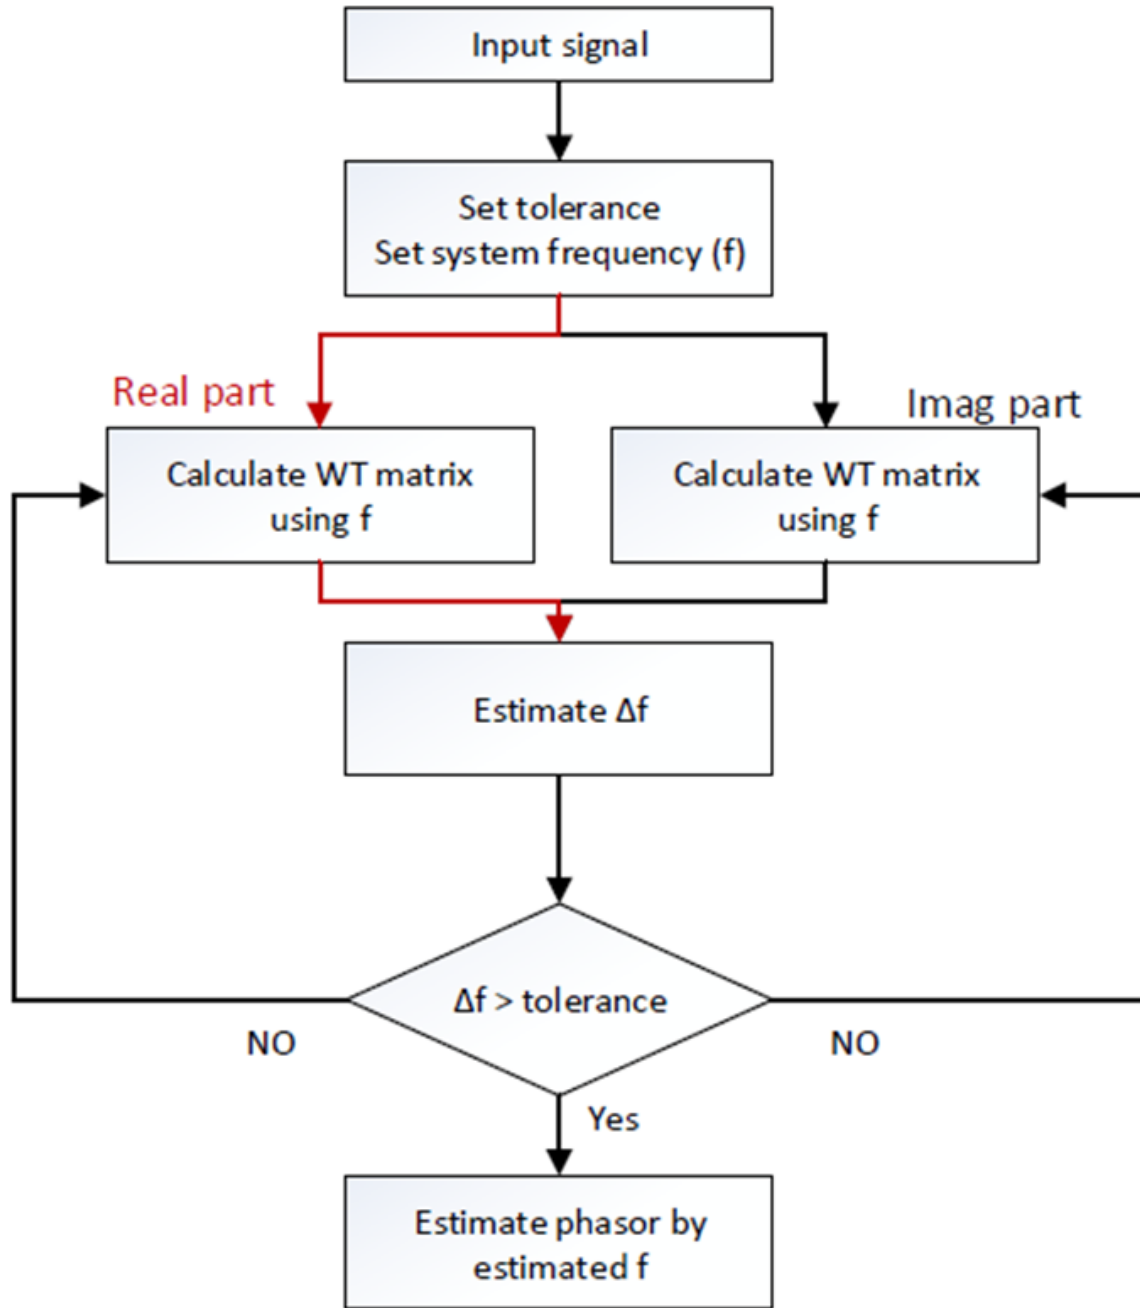 Input signal
Set tolerance
Set system frequency (f)
Real part
Imag part
Calculate WT matrix
using f
Calculate WT matrix
using f
Estimate Δf
Δf > tolerance
NO
NO
Yes
Estimate phasor by
estimated f